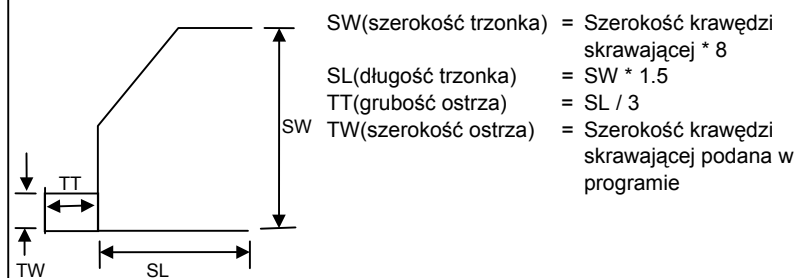 SW(szerokość trzonka) = Szerokość krawędzi
skrawającej * 8
SL(długość trzonka) = SW * 1.5
TT(grubość ostrza) = SL / 3
TW(szerokość ostrza) = Szerokość krawędzi
skrawającej podana w
programie
SW
TT
TW
SL